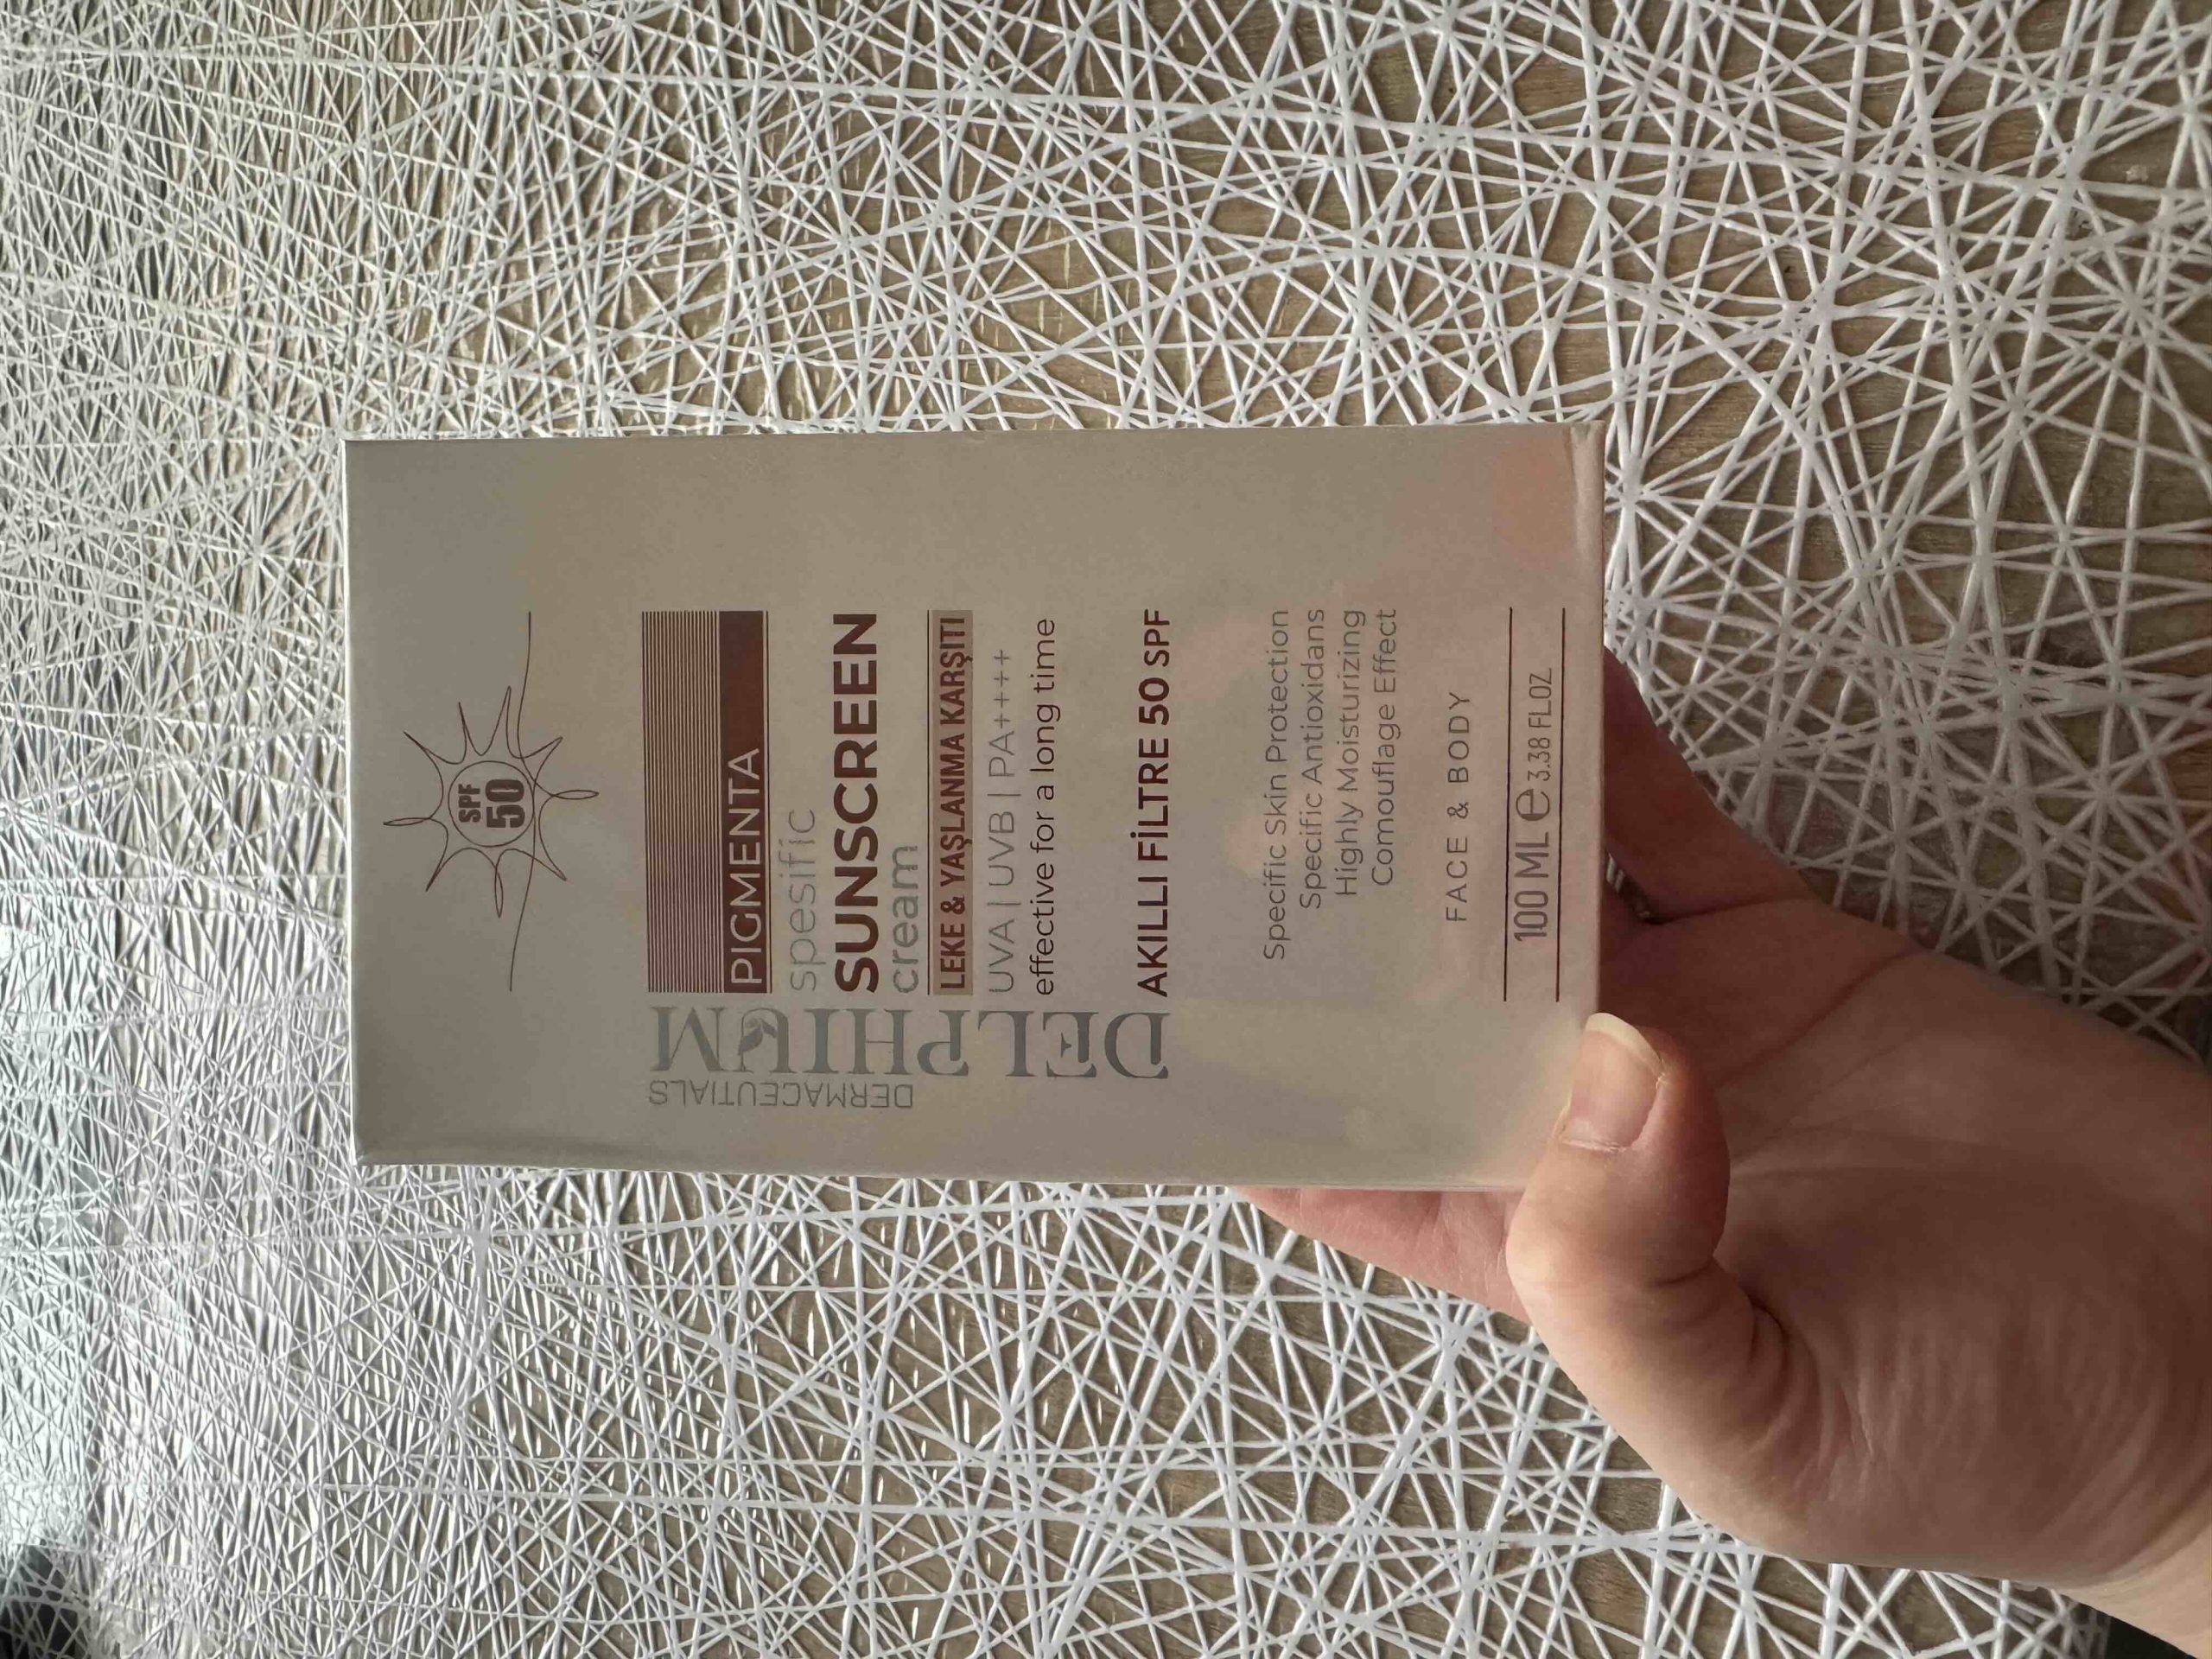 SPF
50
PIGMENTA
spesific
SUNSCREEN
cream
LEKE & YAŞLANMA KARŞITI
UVA | UVB | PA++++
effective for a long time
AKILLI FİLTRE 50 SPF
DELPHIUM
DERMACEUTIALS
Specific Skin Protection
Specific Antioxidans
Highly Moisturizing
Comouflage Effect
FACE & BODY
100 ML e 3.38 FL.OZ.